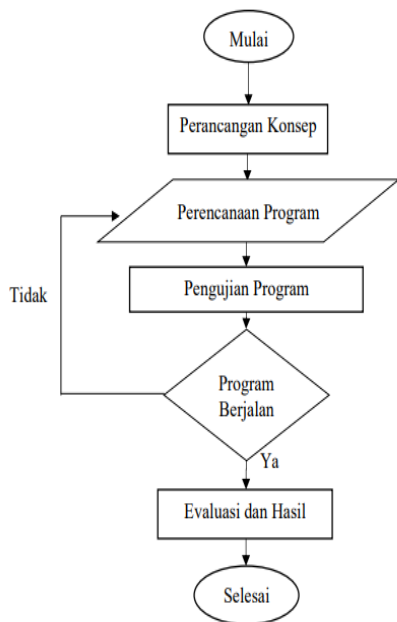 Mulai
Perancangan Konsep
Perencanaan Program
Pengujian Program
Tidak
Program
Berjalan
Ya
Evaluasi dan Hasil
Selesai